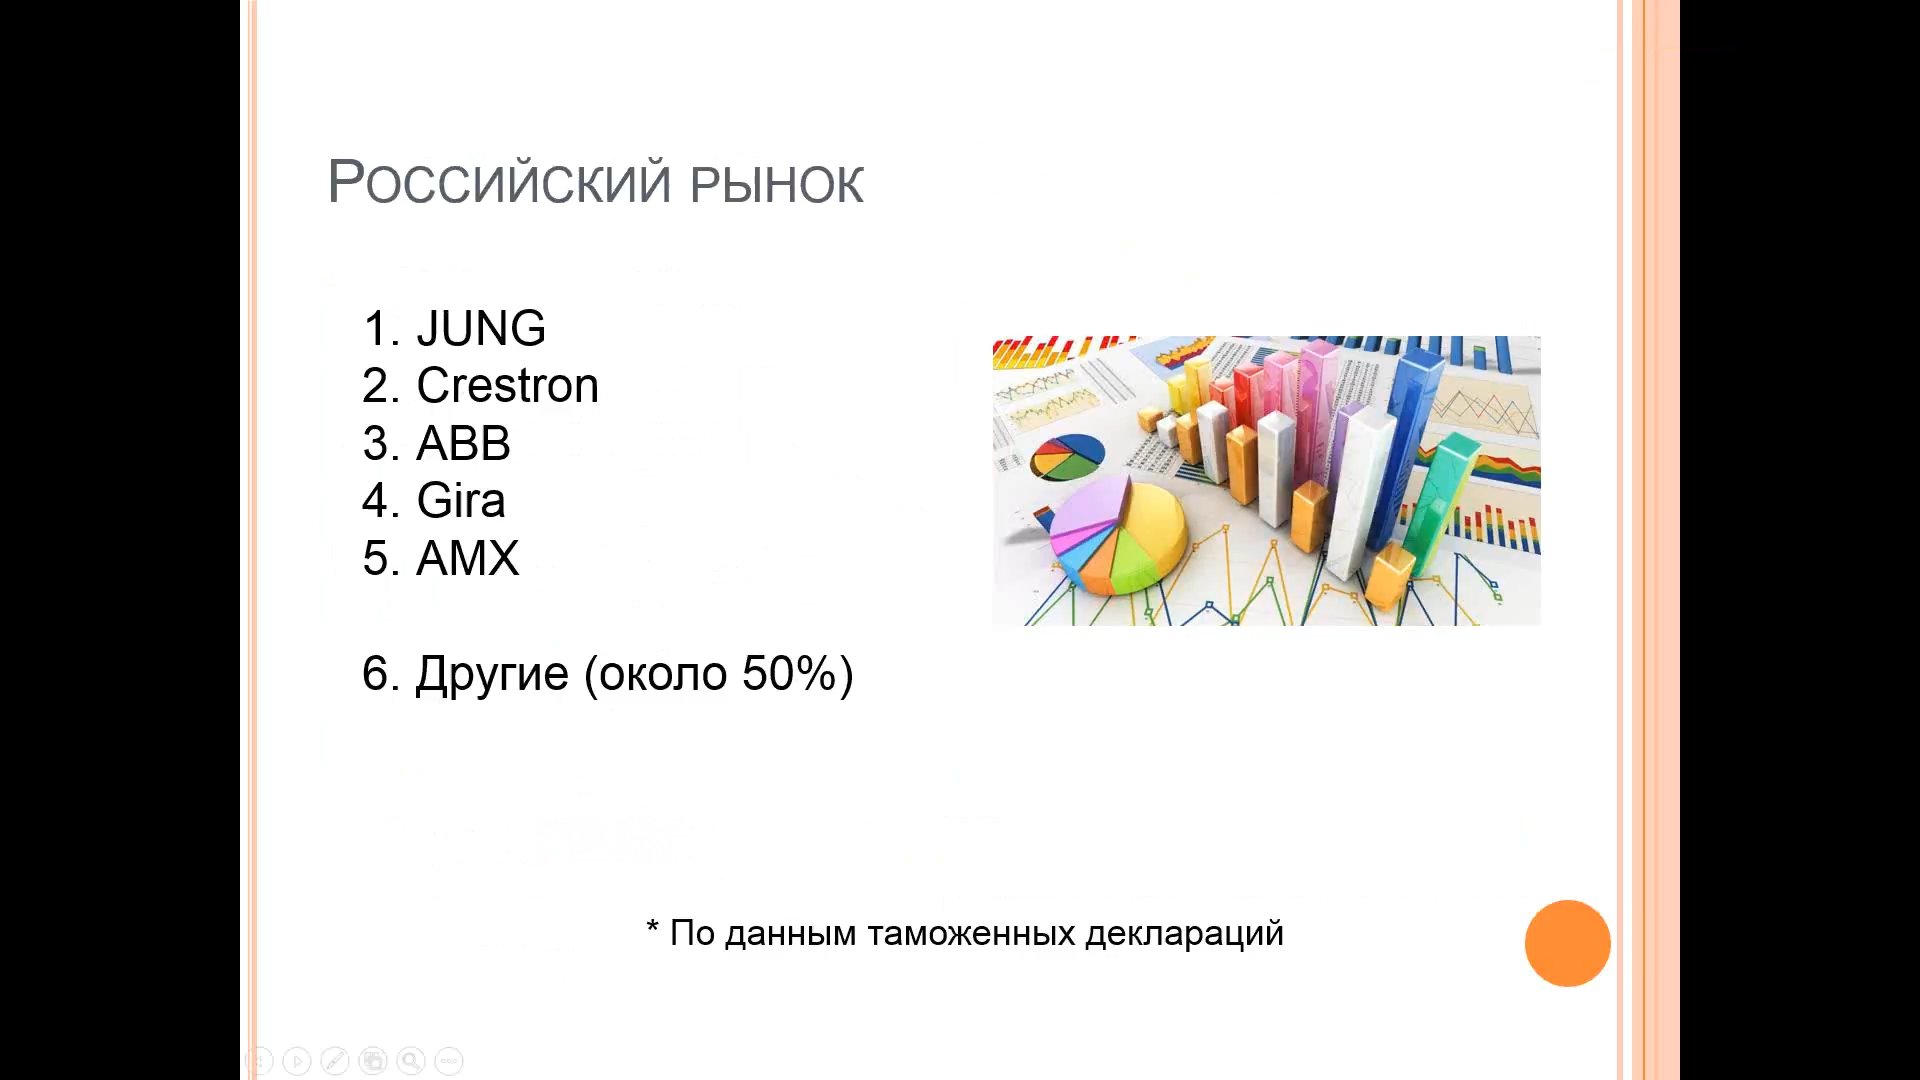 Российский рынок
1. JUNG
2. Crestron
3. ABB
4. Gira
5. AMX
6. Другие (около 50%)
* По данным таможенных деклараций